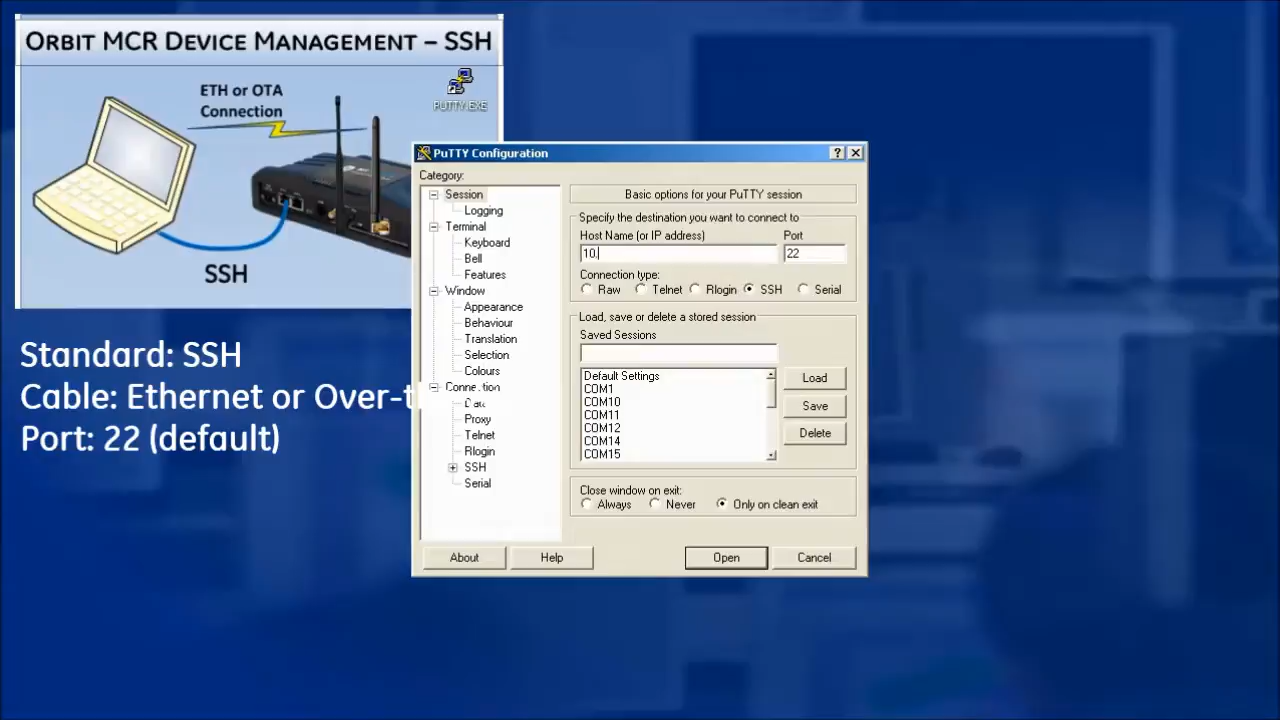 ORBIT MCR DEVICE MANAGEMENT – SSH
ETH or OTA
Connection
PUTTY.EXE
SSH
Standard: SSH
Cable: Ethernet or Over-t
Port: 22 (default)
PuTTY Configuration
Category:
Session
Logging
Terminal
Keyboard
Bell
Features
Window
Appearance
Behaviour
Translation
Selection
Colours
Connection
Proxy
Telnet
Rlogin
SSH
Serial
Basic options for your PuTTY session
Specify the destination you want to connect to
Host Name (or IP address) Port
10. 22
Connection type:
Raw Telnet Rlogin SSH Serial
Load, save or delete a stored session
Saved Sessions
Default Settings
COM1
COM10
COM11
COM12
COM14
COM15
Load
Save
Delete
Close window on exit:
Always Never Only on clean exit
About Help Open Cancel